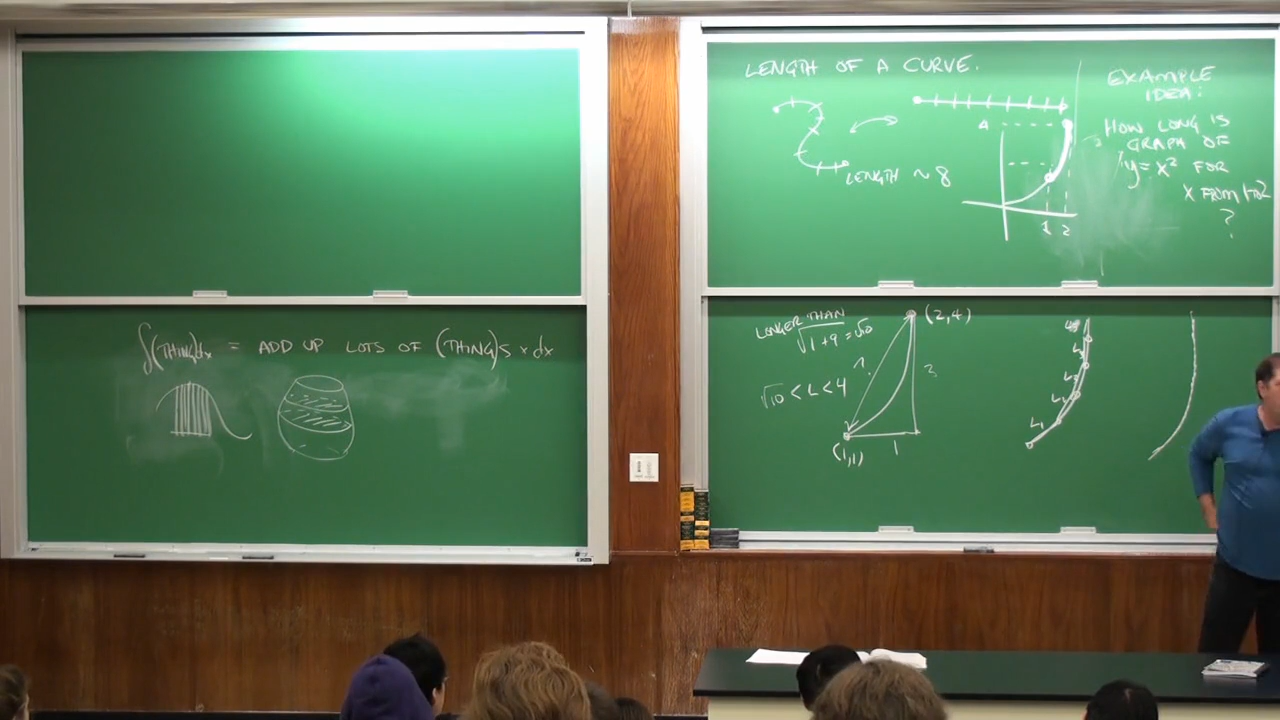 ∫(THING)dx = ADD UP LOTS OF (THING)S x dx
LENGTH OF A CURVE.
LENGTH ~ 8
4
1 2
EXAMPLE
IDEA:
HOW LONG IS
GRAPH OF
y = x² FOR
X FROM 1 TO 2
?
LONGER THAN
√1+9 = √10
√10 < L < 4
(2,4)
?
3
(1,1)
1
L₁